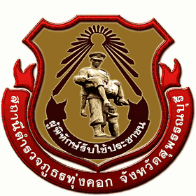 ผู้พิทักษ์รับใช้ประชาชน
สถานีตำรวจภูธรทุ่งคอก จังหวัดสุพรรณบุรี